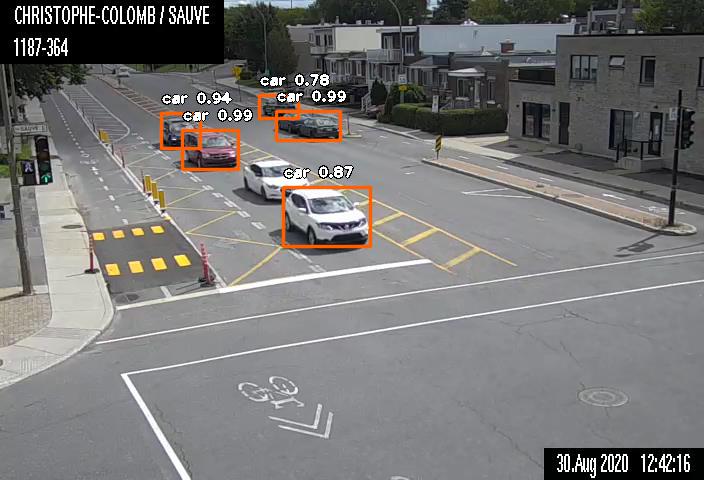 CHRISTOPHE-COLOMB / SAUVE
1187-364
car 0.78
car 0.94
car 0.99
car 0.99
SAUVE
car 0.87
30.Aug 2020 12:42:16